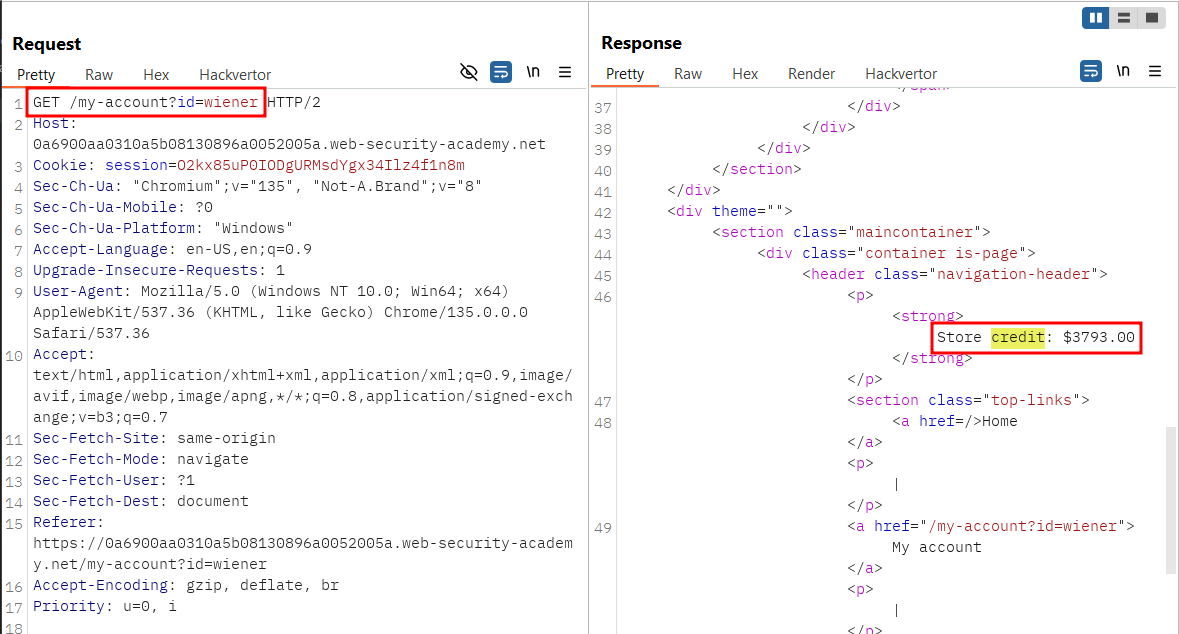 Request
Pretty Raw Hex Hackvertor
\n
1 GET /my-account?id=wiener HTTP/2
2 Host:
0a6900aa0310a5b08130896a0052005a.web-security-academy.net
3 Cookie: session=O2kx85uP0IODgURMsdYgx34Ilz4f1n8m
4 Sec-Ch-Ua: "Chromium";v="135", "Not-A.Brand";v="8"
5 Sec-Ch-Ua-Mobile: ?0
6 Sec-Ch-Ua-Platform: "Windows"
7 Accept-Language: en-US,en;q=0.9
8 Upgrade-Insecure-Requests: 1
9 User-Agent: Mozilla/5.0 (Windows NT 10.0; Win64; x64)
AppleWebKit/537.36 (KHTML, like Gecko) Chrome/135.0.0.0
Safari/537.36
10 Accept:
text/html,application/xhtml+xml,application/xml;q=0.9,image/
avif,image/webp,image/apng,*/*;q=0.8,application/signed-exch
ange;v=b3;q=0.7
11 Sec-Fetch-Site: same-origin
12 Sec-Fetch-Mode: navigate
13 Sec-Fetch-User: ?1
14 Sec-Fetch-Dest: document
15 Referer:
https://0a6900aa0310a5b08130896a0052005a.web-security-academ
y.net/my-account?id=wiener
16 Accept-Encoding: gzip, deflate, br
17 Priority: u=0, i
18
Response
Pretty Raw Hex Render Hackvertor
\n
</span>
37 </div>
38 </div>
39 </div>
40 </section>
41 </div>
42 <div theme="">
43 <section class="maincontainer">
44 <div class="container is-page">
45 <header class="navigation-header">
46 <p>
<strong>
Store credit: $3793.00
</strong>
</p>
47 <section class="top-links">
48 <a href=/>Home
</a>
<p>
|
</p>
49 <a href="/my-account?id=wiener">
My account
</a>
<p>
|
</p>